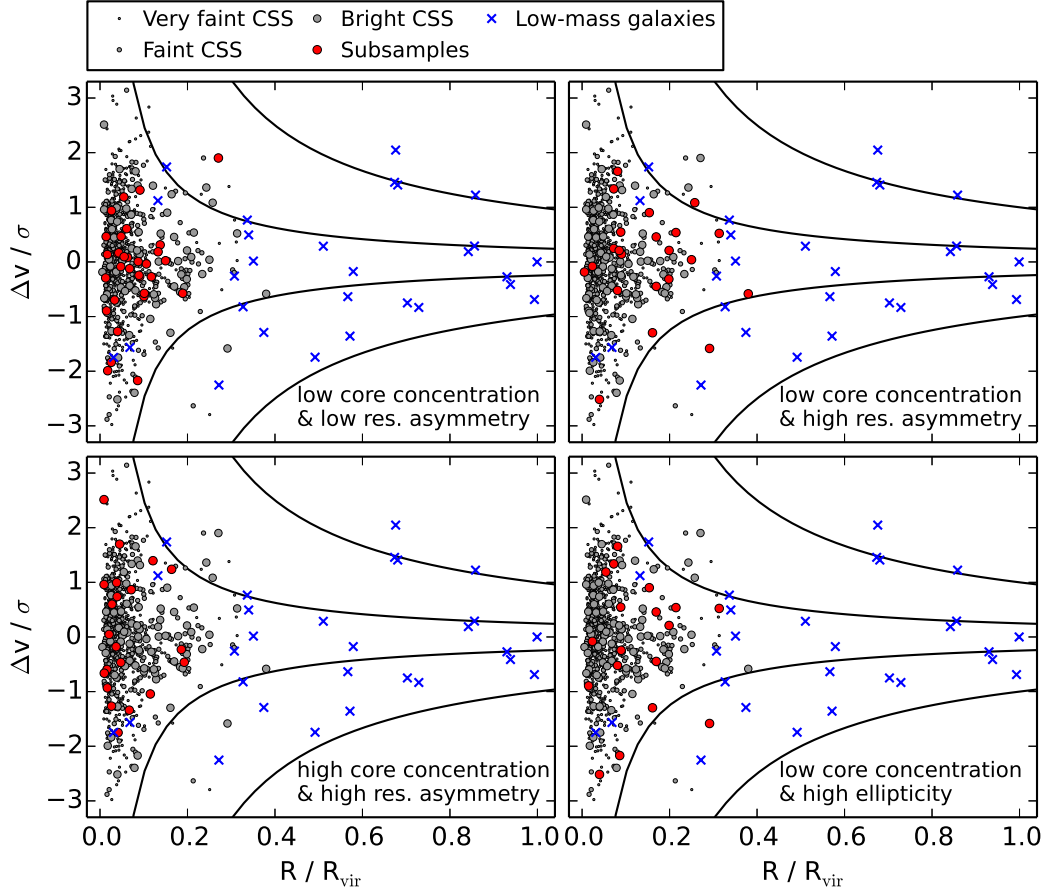 Very faint CSS
Bright CSS
Low-mass galaxies
Faint CSS
Subsamples
3
2
1
0
−1
−2
−3
Δv / σ
low core concentration
& low res. asymmetry
low core concentration
& high res. asymmetry
3
2
1
0
−1
−2
−3
Δv / σ
high core concentration
& high res. asymmetry
low core concentration
& high ellipticity
0.0 0.2 0.4 0.6 0.8 1.0
0.0 0.2 0.4 0.6 0.8 1.0
R / Rvir
R / Rvir